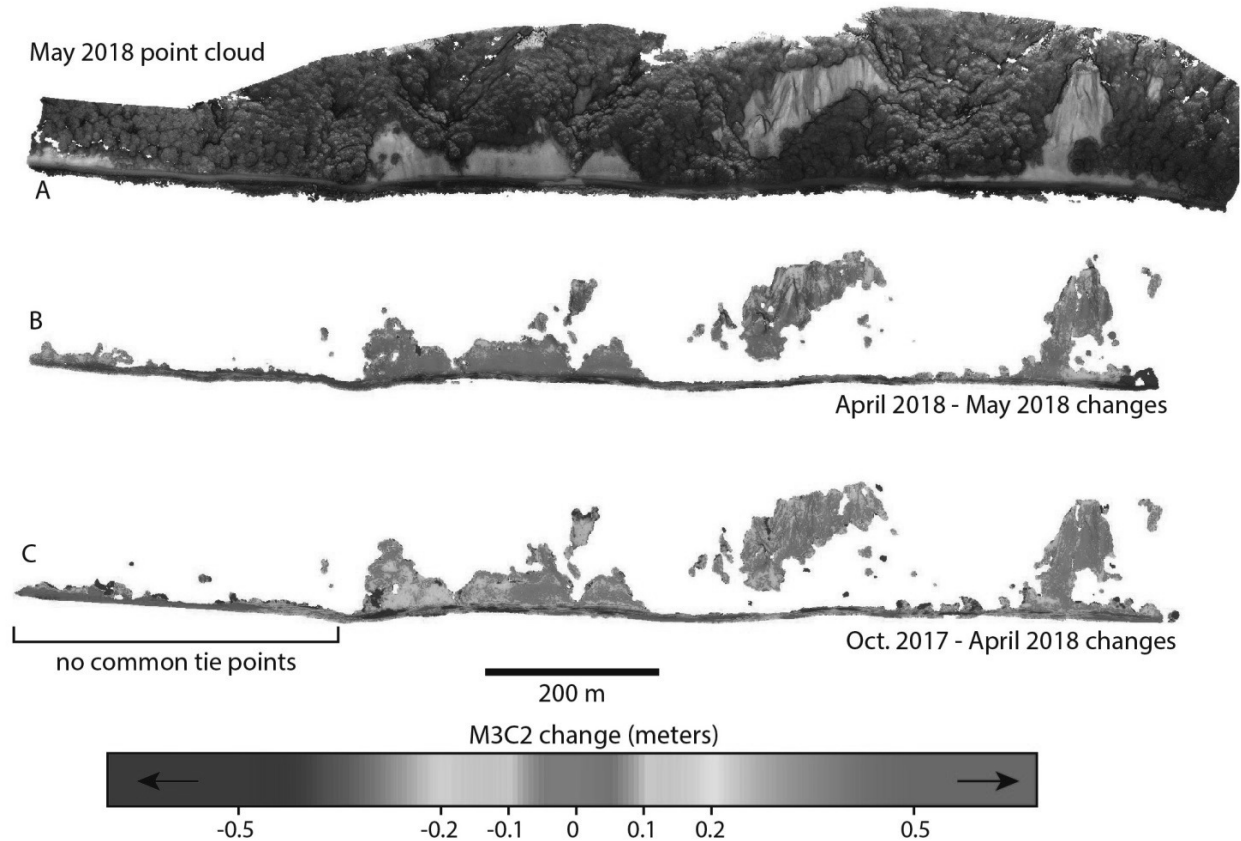 May 2018 point cloud
A
B
April 2018 - May 2018 changes
C
Oct. 2017 - April 2018 changes
no common tie points
200 m
M3C2 change (meters)
-0.5 -0.2 -0.1 0 0.1 0.2 0.5